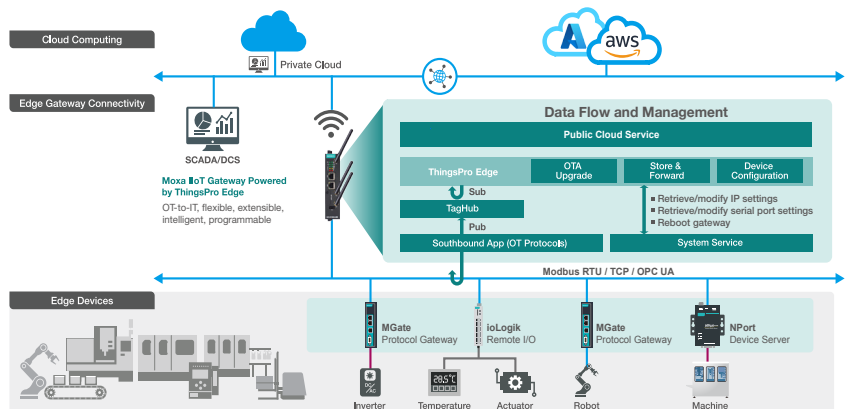 Cloud Computing
Private Cloud
aws
Edge Gateway Connectivity
SCADA/DCS
Moxa IIoT Gateway Powered
by ThingsPro Edge
OT-to-IT, flexible, extensible,
intelligent, programmable
Data Flow and Management
Public Cloud Service
ThingsPro Edge
OTA
Upgrade
Store &
Forward
Device
Configuration
Sub
TagHub
Pub
Southbound App (OT Protocols)
▪ Retrieve/modify IP settings
▪ Retrieve/modify serial port settings
▪ Reboot gateway
System Service
Modbus RTU / TCP / OPC UA
Edge Devices
MGate
Protocol Gateway
ioLogik
Remote I/O
MGate
Protocol Gateway
NPort
Device Server
DC/
AC
28.5°C
Inverter
Temperature
Actuator
Robot
Machine